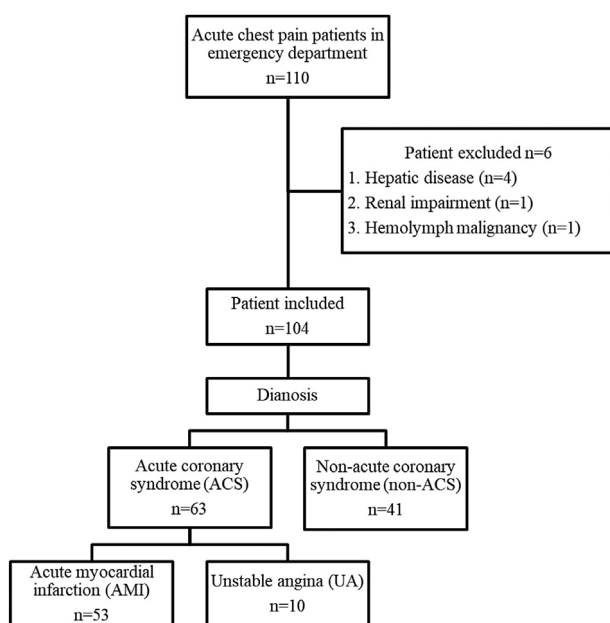 Acute chest pain patients in
emergency department
n=110
Patient excluded n=6
1. Hepatic disease (n=4)
2. Renal impairment (n=1)
3. Hemolymph malignancy (n=1)
Patient included
n=104
Dianosis
Acute coronary
syndrome (ACS)
n=63
Non-acute coronary
syndrome (non-ACS)
n=41
Acute myocardial
infarction (AMI)
n=53
Unstable angina (UA)
n=10